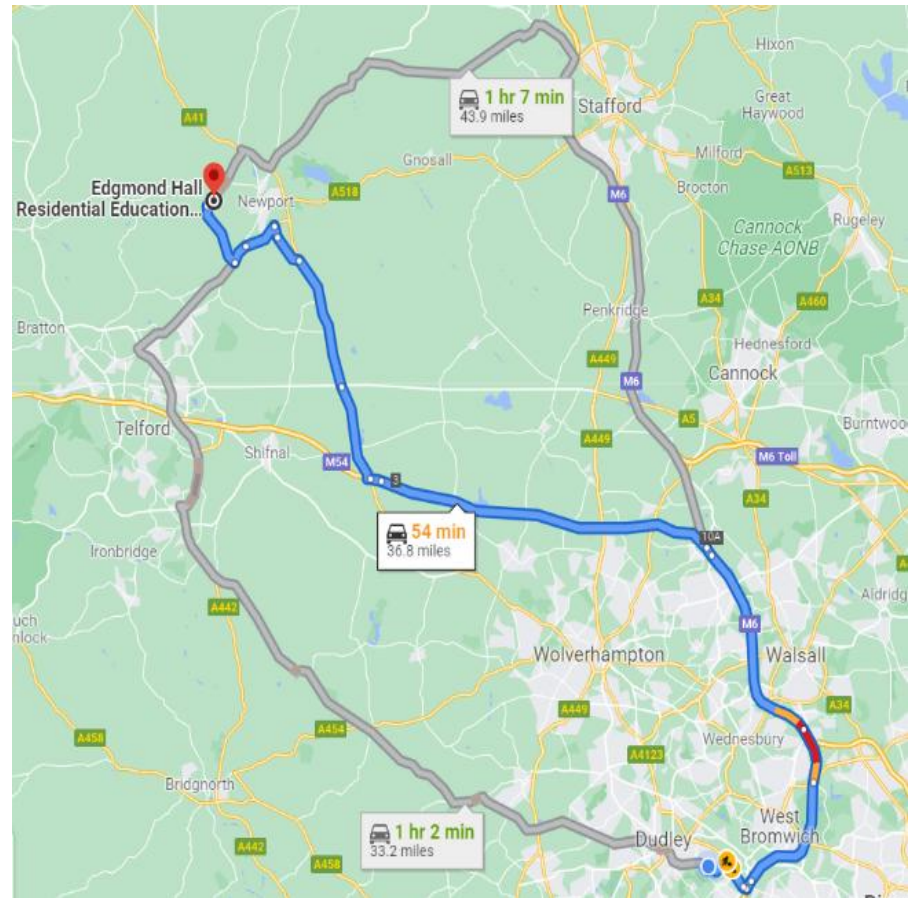 Hixon
1 hr 7 min
43.9 miles
Stafford
Great
Haywood
A41
Gnosall
Milford
A513
Edgmond Hall
Residential Education...
Newport
A518
M6
Brocton
Rugeley
Cannock
Chase AONB
A34
A460
Penkridge
Bratton
Hednesford
A449
Cannock
M6
A5
Burntwoo
Telford
Shifnal
A449
M54
3
M6 Toll
A34
54 min
36.8 miles
10A
Ironbridge
Aldridg
A442
M6
Wolverhampton
Walsall
A449
A34
A454
Wednesbury
A458
A4123
Bridgnorth
West
Bromwich
1 hr 2 min
33.2 miles
Dudley
A442
A458